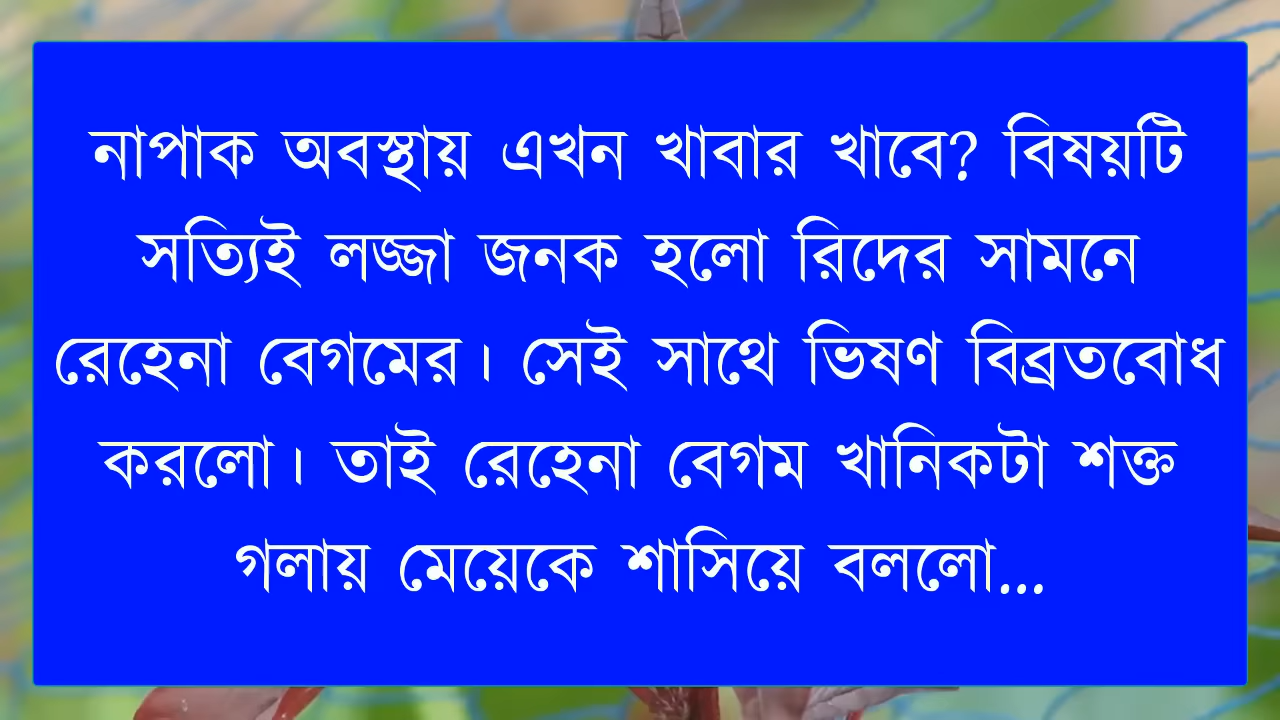 নাপাক অবস্থায় এখন খাবার খাবে? বিষয়টি
সত্যিই লজ্জা জনক হলো রিদের সামনে
রেহেনা বেগমের। সেই সাথে ভিষণ বিব্রতবোধ
করলো। তাই রেহেনা বেগম খানিকটা শক্ত
গলায় মেয়েকে শাসিয়ে বললো...